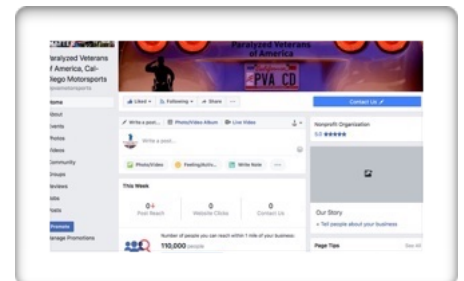 Paralyzed Veterans
of America
PVA CD
Paralyzed Veterans
of America, Cal-
Diego Motorsports
Home
About
Events
Photos
Videos
Community
Groups
Reviews
Jobs
Posts
Promote
Manage Promotions
Liked
Following
Share
Contact Us
Write a post...
Photo/Video Album
Live Video
Write a post...
Photo/Video
Feeling/Activ...
Write Note
This Week
0
0
0
Post Reach
Website Clicks
Contact Us
Number of people you can reach within 1 mile of your business:
110,000 people
Nonprofit Organisation
5.0 ★★★★★
Our Story
+ Tell people about your business
Page Tips
See All